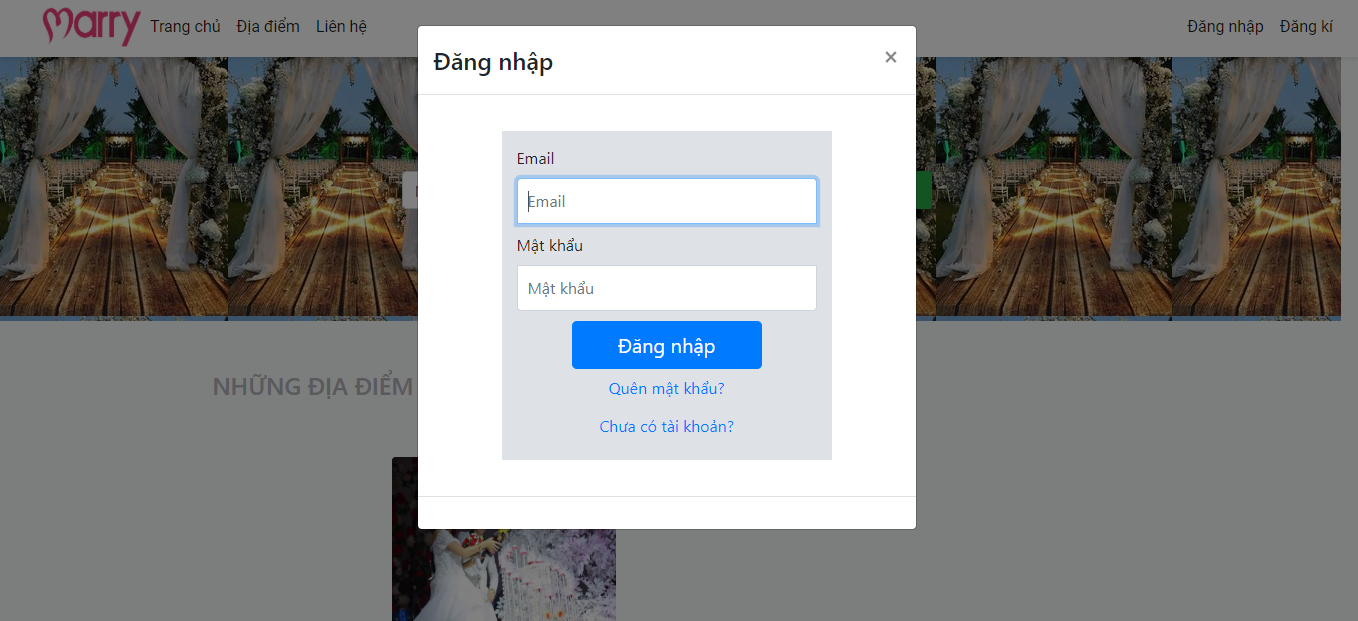 Marry Trang chủ Địa điểm Liên hệ Đăng nhập Đăng kí
Đăng nhập ×
Email
Email
Mật khẩu
Mật khẩu
Đăng nhập
Quên mật khẩu?
Chưa có tài khoản?
NHỮNG ĐỊA ĐIỂM